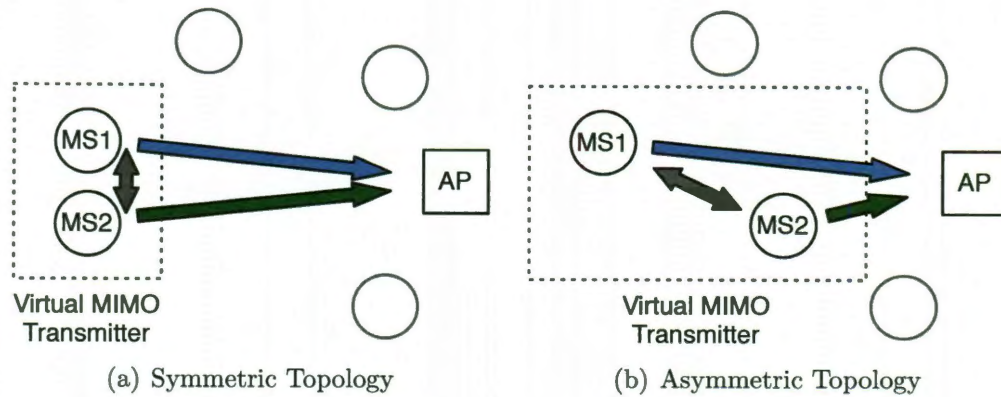 MS1
MS2
AP
Virtual MIMO
Transmitter
(a) Symmetric Topology
MS1
MS2
AP
Virtual MIMO
Transmitter
(b) Asymmetric Topology